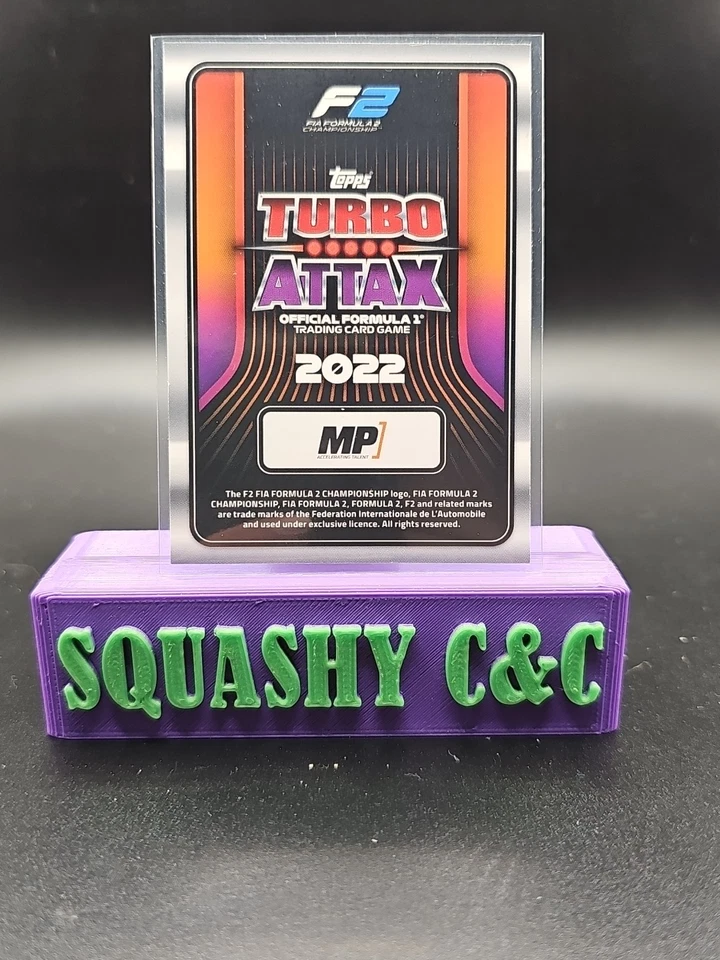 F2
FIA FORMULA 2
CHAMPIONSHIP™
Topps
TURBO
ATTAX
OFFICIAL FORMULA 1®
TRADING CARD GAME
2022
MP
ACCELERATING TALENT
The F2 FIA FORMULA 2 CHAMPIONSHIP logo, FIA FORMULA 2
CHAMPIONSHIP, FIA FORMULA 2, FORMULA 2, F2 and related marks
are trade marks of the Federation Internationale de L'Automobile
and used under exclusive licence. All rights reserved.
SQUASHY C&C